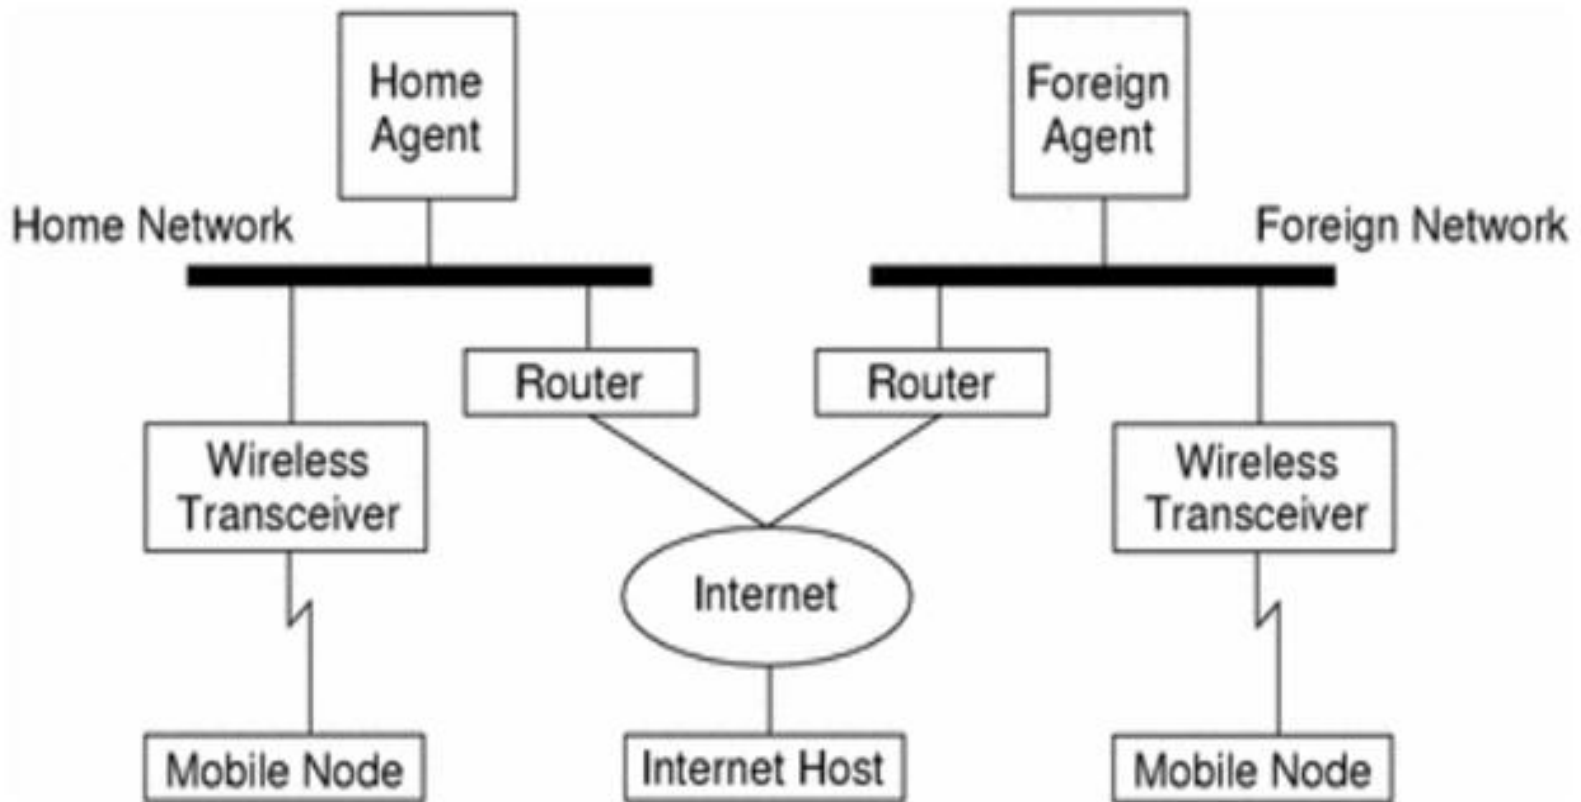 Home
Agent
Foreign
Agent
Home Network
Foreign Network
Router
Router
Wireless
Transceiver
Wireless
Transceiver
Internet
Mobile Node
Internet Host
Mobile Node